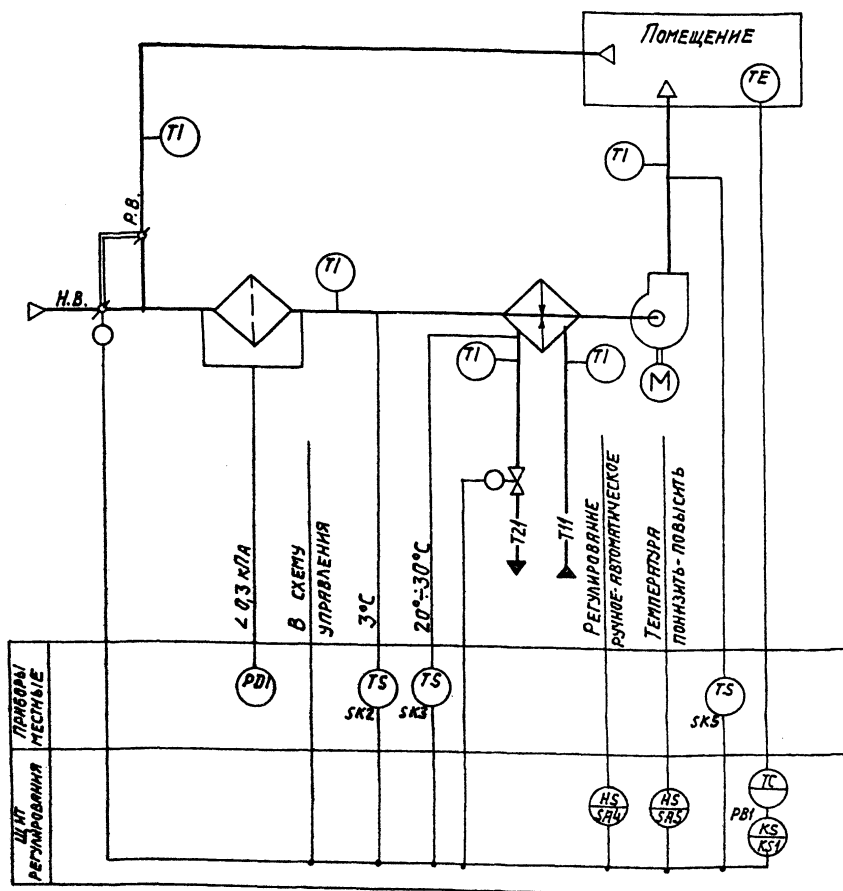 ПОМЕЩЕНИЕ
TE
TI
TI
Р.В.
TI
Н.В.
TI
TI
М
< 0,3 кПа
В СХЕМУ
УПРАВЛЕНИЯ
3°С
20°÷30°С
Т21
Т11
РЕГУЛИРОВАНИЕ
РУЧНОЕ-АВТОМАТИЧЕСКОЕ
ТЕМПЕРАТУРА
ПОНИЗИТЬ-ПОВЫСИТЬ
ПРИБОРЫ
МЕСТНЫЕ
PDI
TS
SK2
TS
SK3
TS
SK5
ЩИТ
РЕГУЛИРОВАНИЯ
HS
SA4
HS
SA5
TC
PB1
KS
KS1